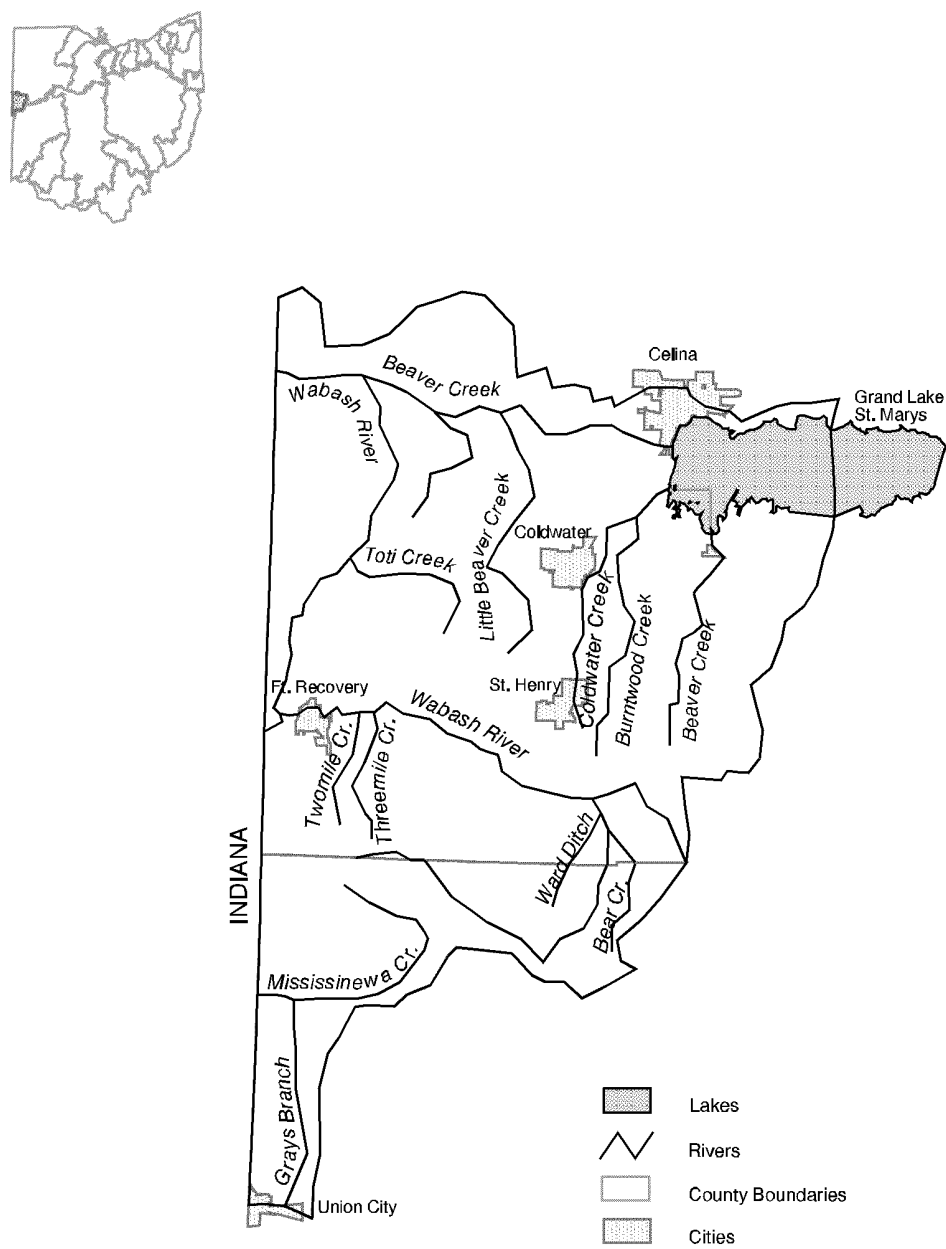 Celina
Beaver Creek
Grand Lake
St. Marys
Wabash River
Little Beaver Creek
Coldwater
Toti Creek
Coldwater Creek
Burntwood Creek
Beaver Creek
Ft. Recovery
St. Henry
Wabash River
Twomile Cr.
Threemile Cr.
Ward Ditch
INDIANA
Bear Cr.
Mississinewa Cr.
Grays Branch
Union City
Lakes
Rivers
County Boundaries
Cities